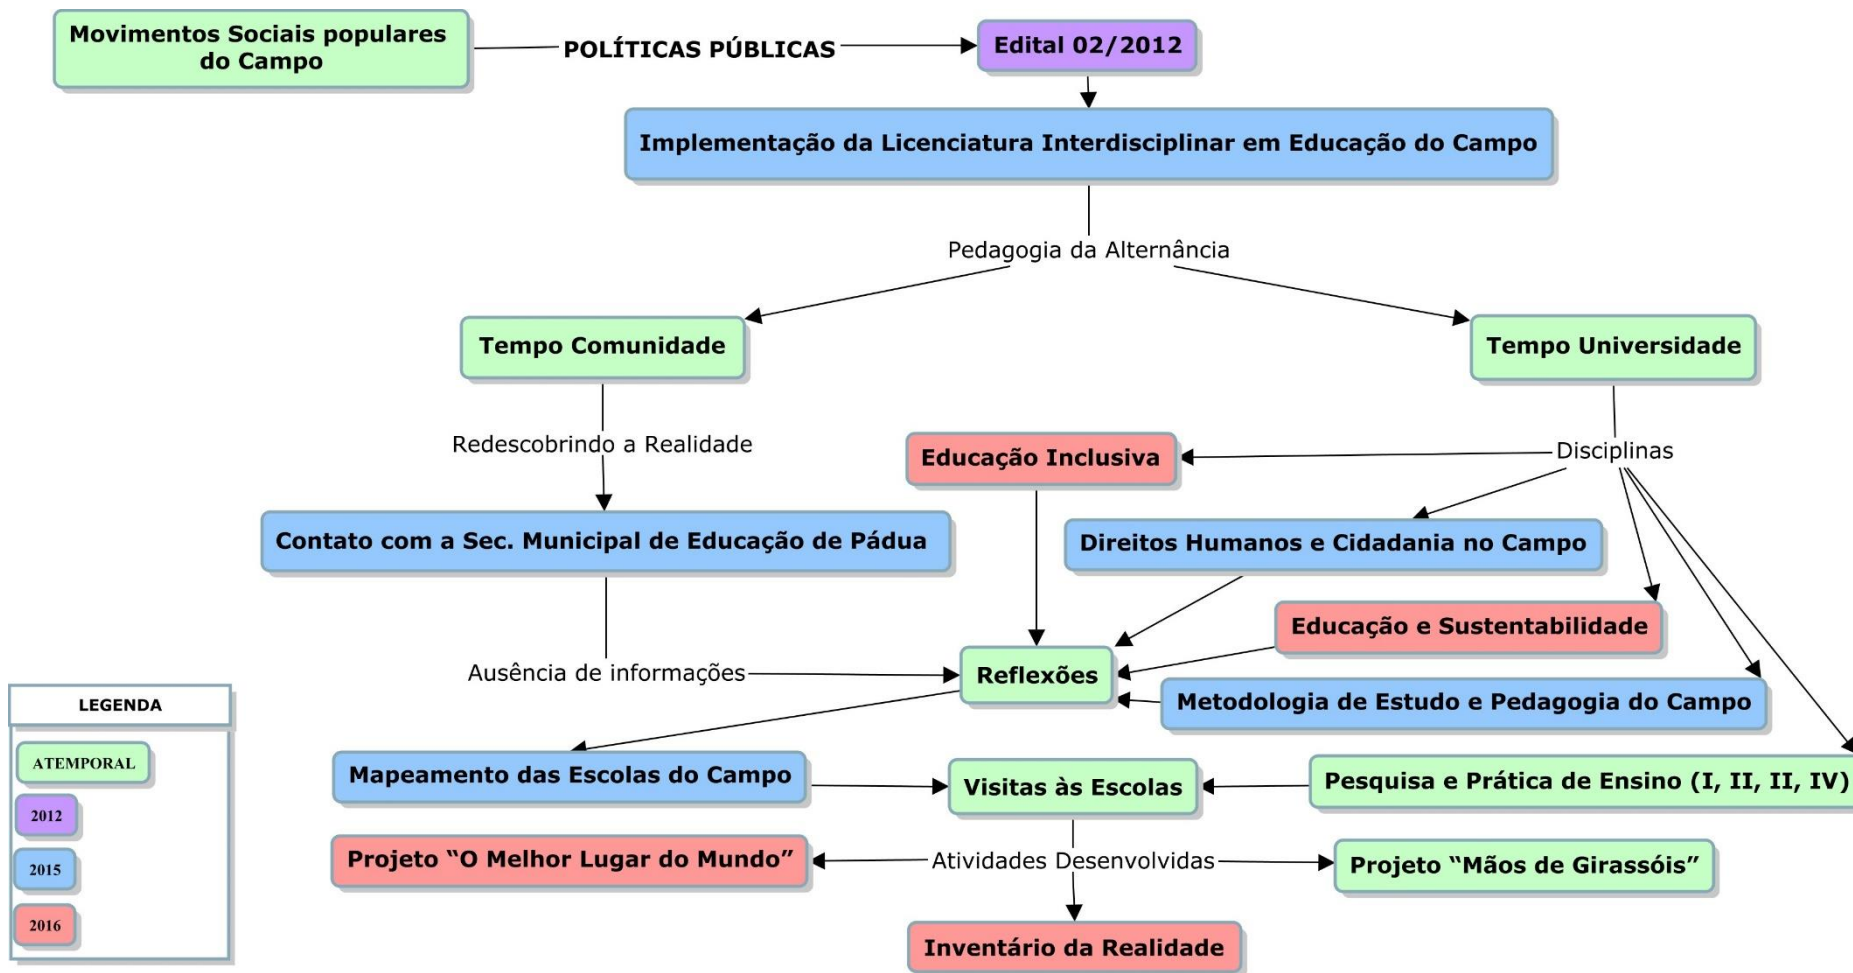 Movimentos Sociais populares
do Campo
POLÍTICAS PÚBLICAS
Edital 02/2012
Implementação da Licenciatura Interdisciplinar em Educação do Campo
Pedagogia da Alternância
Tempo Comunidade
Tempo Universidade
Redescobrindo a Realidade
Educação Inclusiva
Disciplinas
Contato com a Sec. Municipal de Educação de Pádua
Direitos Humanos e Cidadania no Campo
Educação e Sustentabilidade
Ausência de informações
Reflexões
Metodologia de Estudo e Pedagogia do Campo
Mapeamento das Escolas do Campo
Visitas às Escolas
Pesquisa e Prática de Ensino (I, II, II, IV)
Projeto “O Melhor Lugar do Mundo”
Atividades Desenvolvidas
Projeto “Mãos de Girassóis”
Inventário da Realidade
LEGENDA
ATEMPORAL
2012
2015
2016